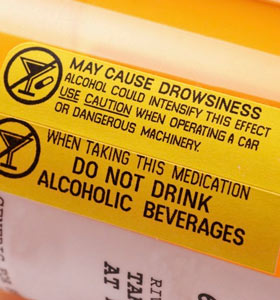 MAY CAUSE DROWSINESS
ALCOHOL COULD INTENSIFY THIS EFFECT
USE CAUTION WHEN OPERATING A CAR
OR DANGEROUS MACHINERY.
WHEN TAKING THIS MEDICATION
DO NOT DRINK
ALCOHOLIC BEVERAGES